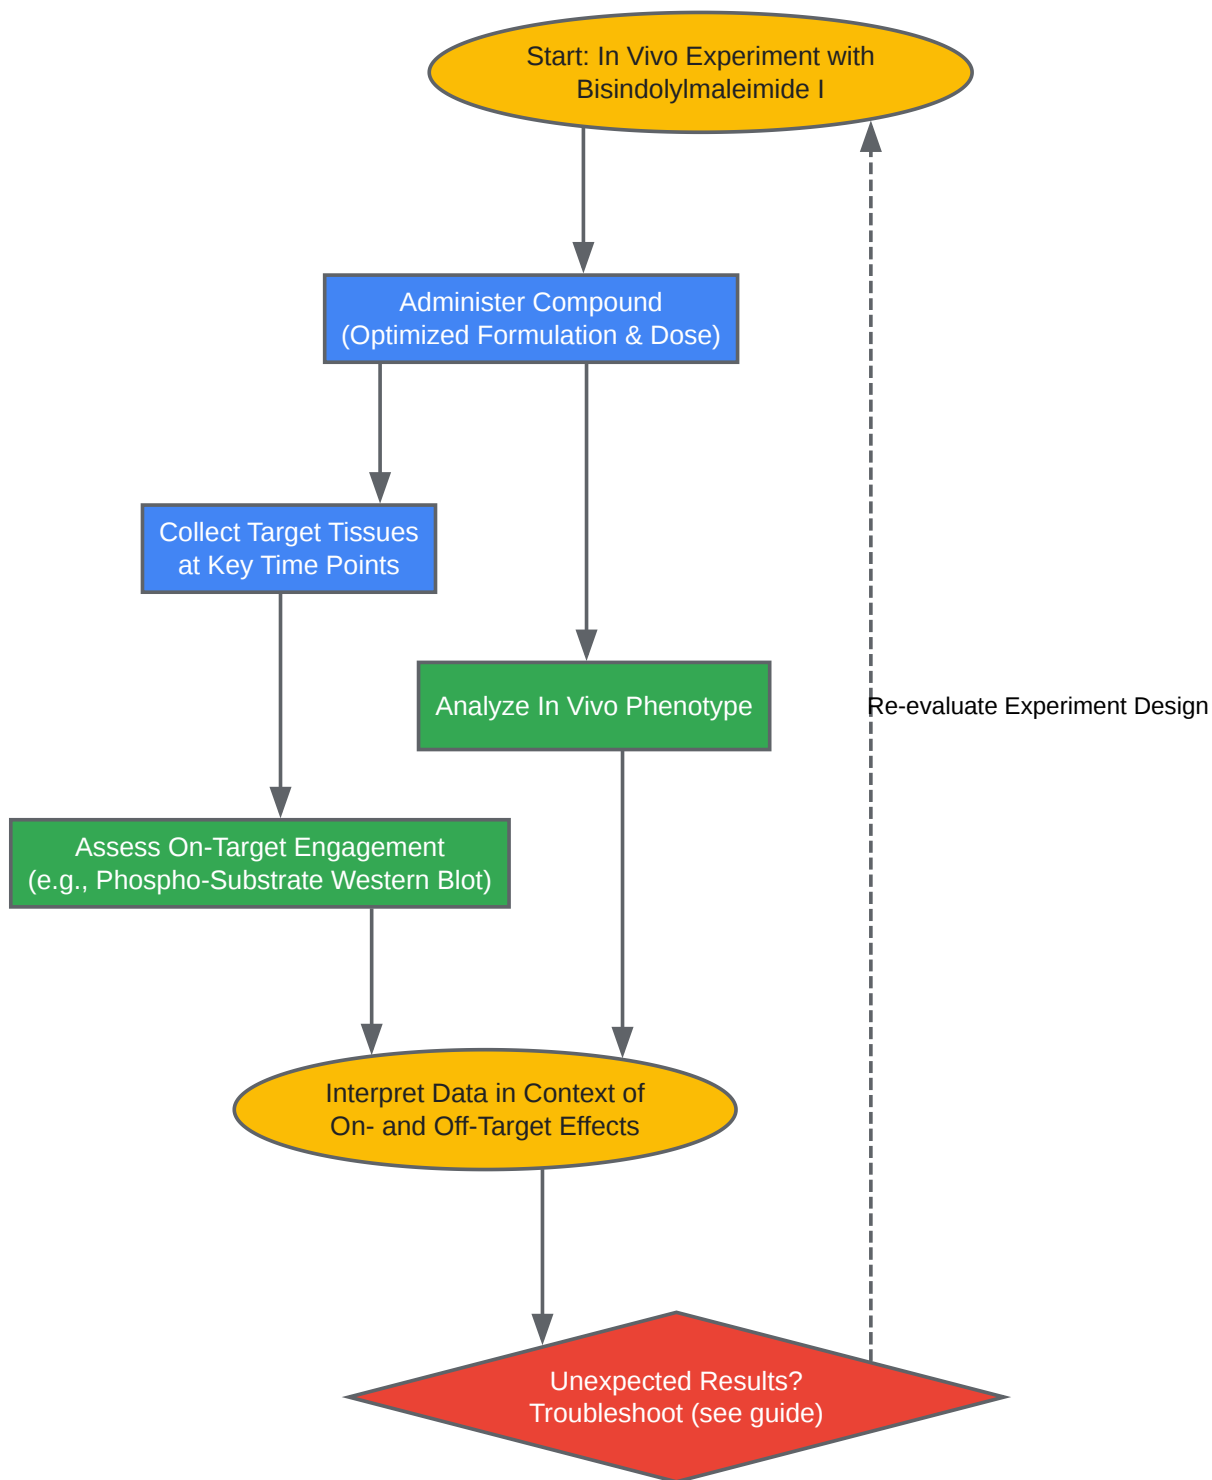 Start: In Vivo Experiment with
Bisindolylmaleimide I
Administer Compound
(Optimized Formulation & Dose)
Collect Target Tissues
at Key Time Points
Analyze In Vivo Phenotype
Re-evaluate Experiment Design
Assess On-Target Engagement
(e.g., Phospho-Substrate Western Blot)
Interpret Data in Context of
On- and Off-Target Effects
Unexpected Results?
Troubleshoot (see guide)